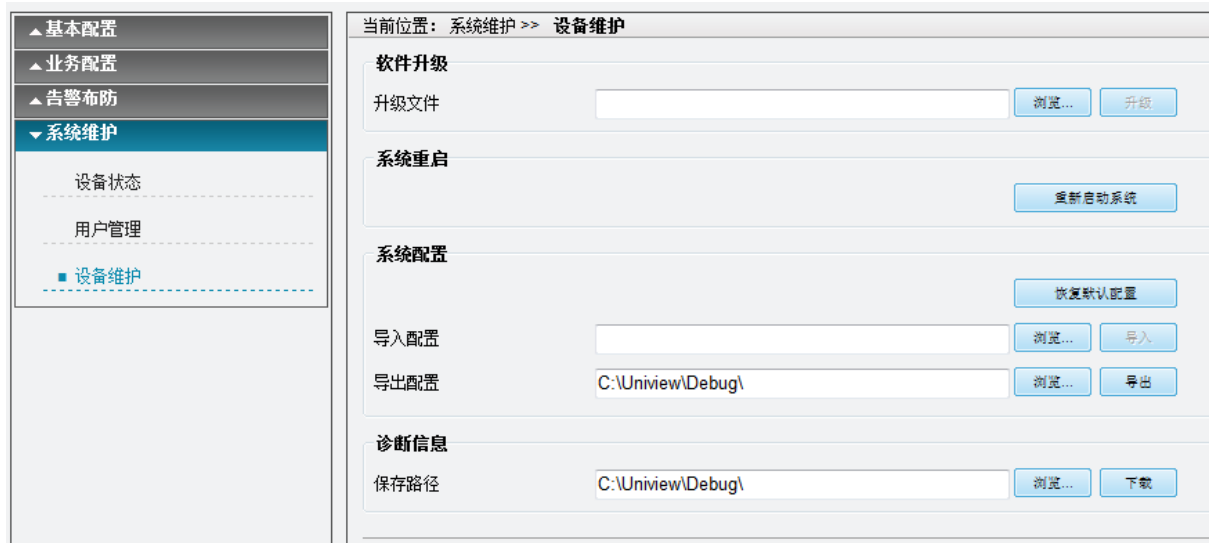 基本配置
业务配置
告警布防
系统维护
设备状态
用户管理
设备维护
当前位置： 系统维护 >> 设备维护
软件升级
升级文件 浏览... 升级
系统重启
重新启动系统
系统配置
恢复默认配置
导入配置 浏览... 导入
导出配置 C:\Uniview\Debug\ 浏览... 导出
诊断信息
保存路径 C:\Uniview\Debug\ 浏览... 下载